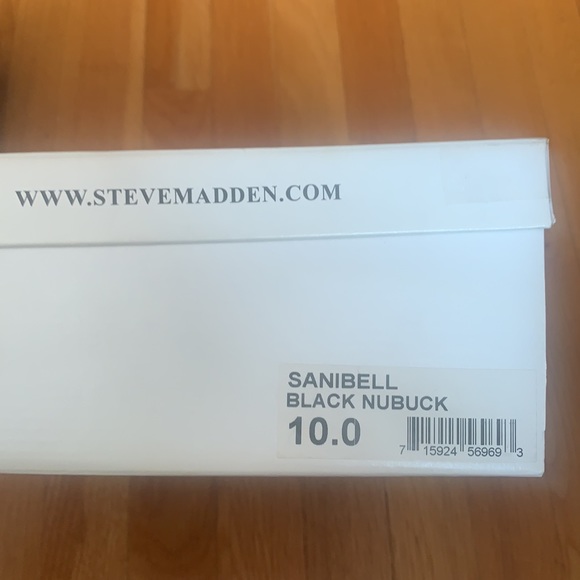 WWW.STEVEMADDEN.COM
SANIBELL
BLACK NUBUCK
10.0
7 15924 56969 3